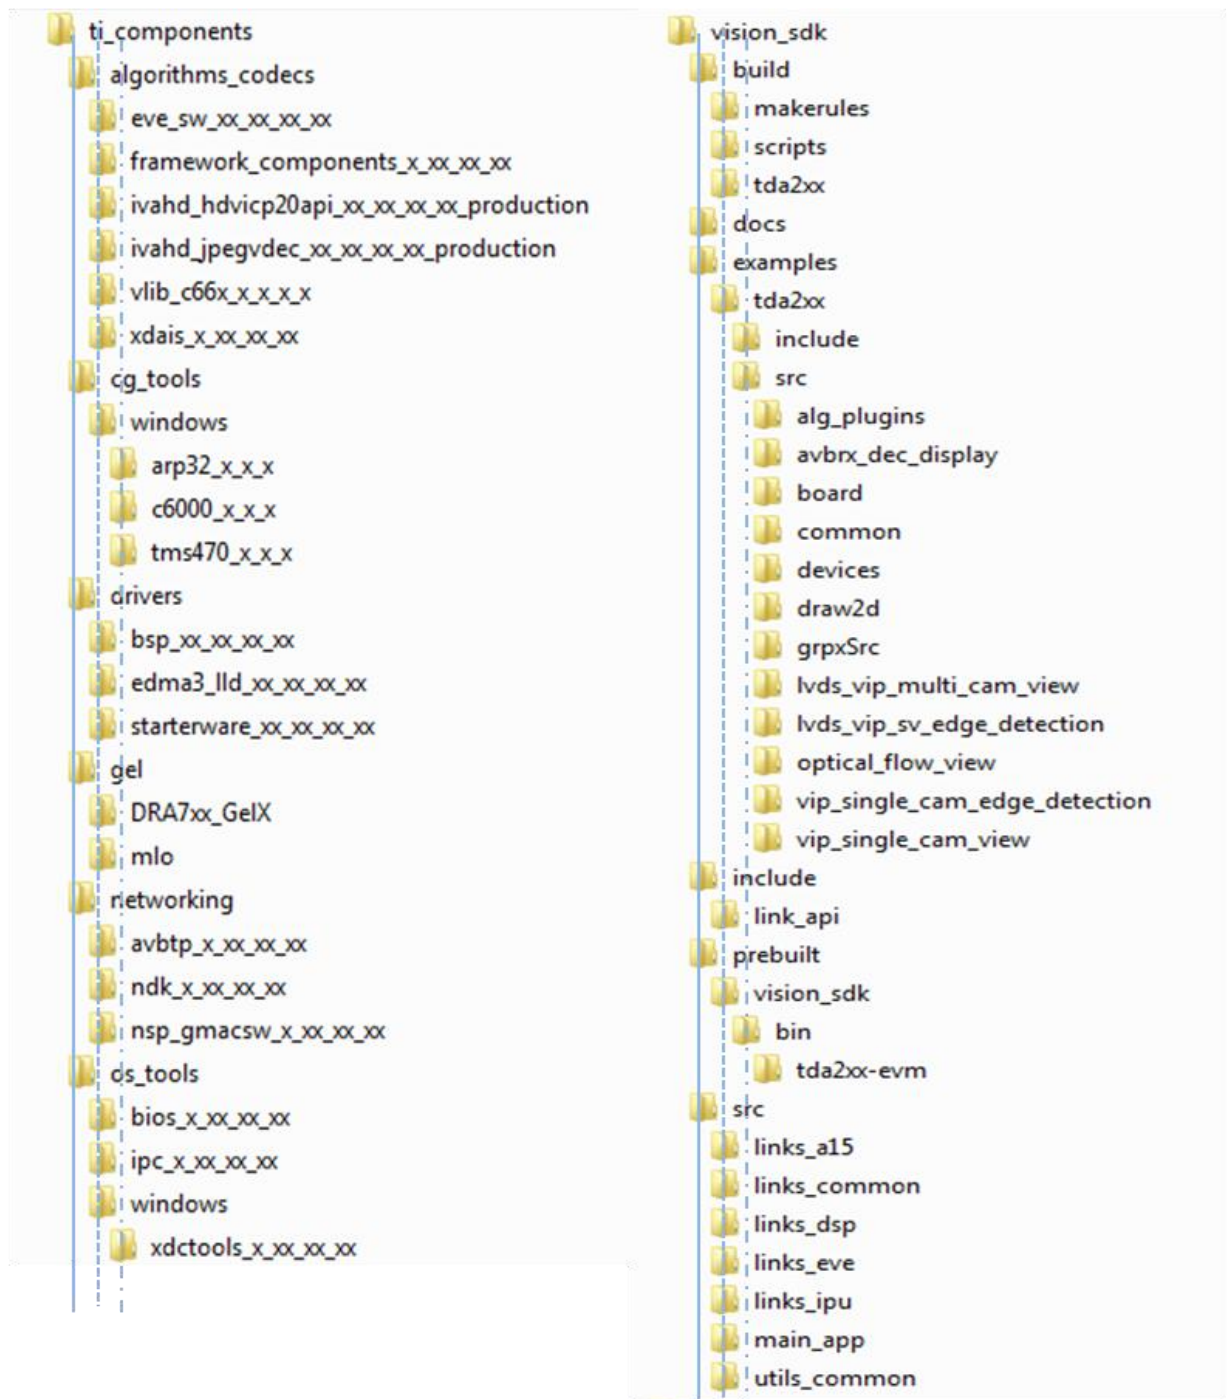 ti_components
algorithms_codecs
eve_sw_xx_xx_xx_xx
framework_components_x_xx_xx_xx
ivahd_hdvicp20api_xx_xx_xx_xx_production
ivahd_jpegvdec_xx_xx_xx_xx_production
vlib_c66x_x_x_x_x
xdais_x_xx_xx_xx
cg_tools
windows
arp32_x_x_x
c6000_x_x_x
tms470_x_x_x
drivers
bsp_xx_xx_xx_xx
edma3_lld_xx_xx_xx_xx
starterware_xx_xx_xx_xx
gel
DRA7xx_GelX
mlo
networking
avbtp_x_xx_xx_xx
ndk_x_xx_xx_xx
nsp_gmacsw_x_xx_xx_xx
os_tools
bios_x_xx_xx_xx
ipc_x_xx_xx_xx
windows
xdctools_x_xx_xx_xx
vision_sdk
build
makerules
scripts
tda2xx
docs
examples
tda2xx
include
src
alg_plugins
avbrx_dec_display
board
common
devices
draw2d
grpxSrc
lvds_vip_multi_cam_view
lvds_vip_sv_edge_detection
optical_flow_view
vip_single_cam_edge_detection
vip_single_cam_view
include
link_api
prebuilt
vision_sdk
bin
tda2xx-evm
src
links_a15
links_common
links_dsp
links_eve
links_ipu
main_app
utils_common